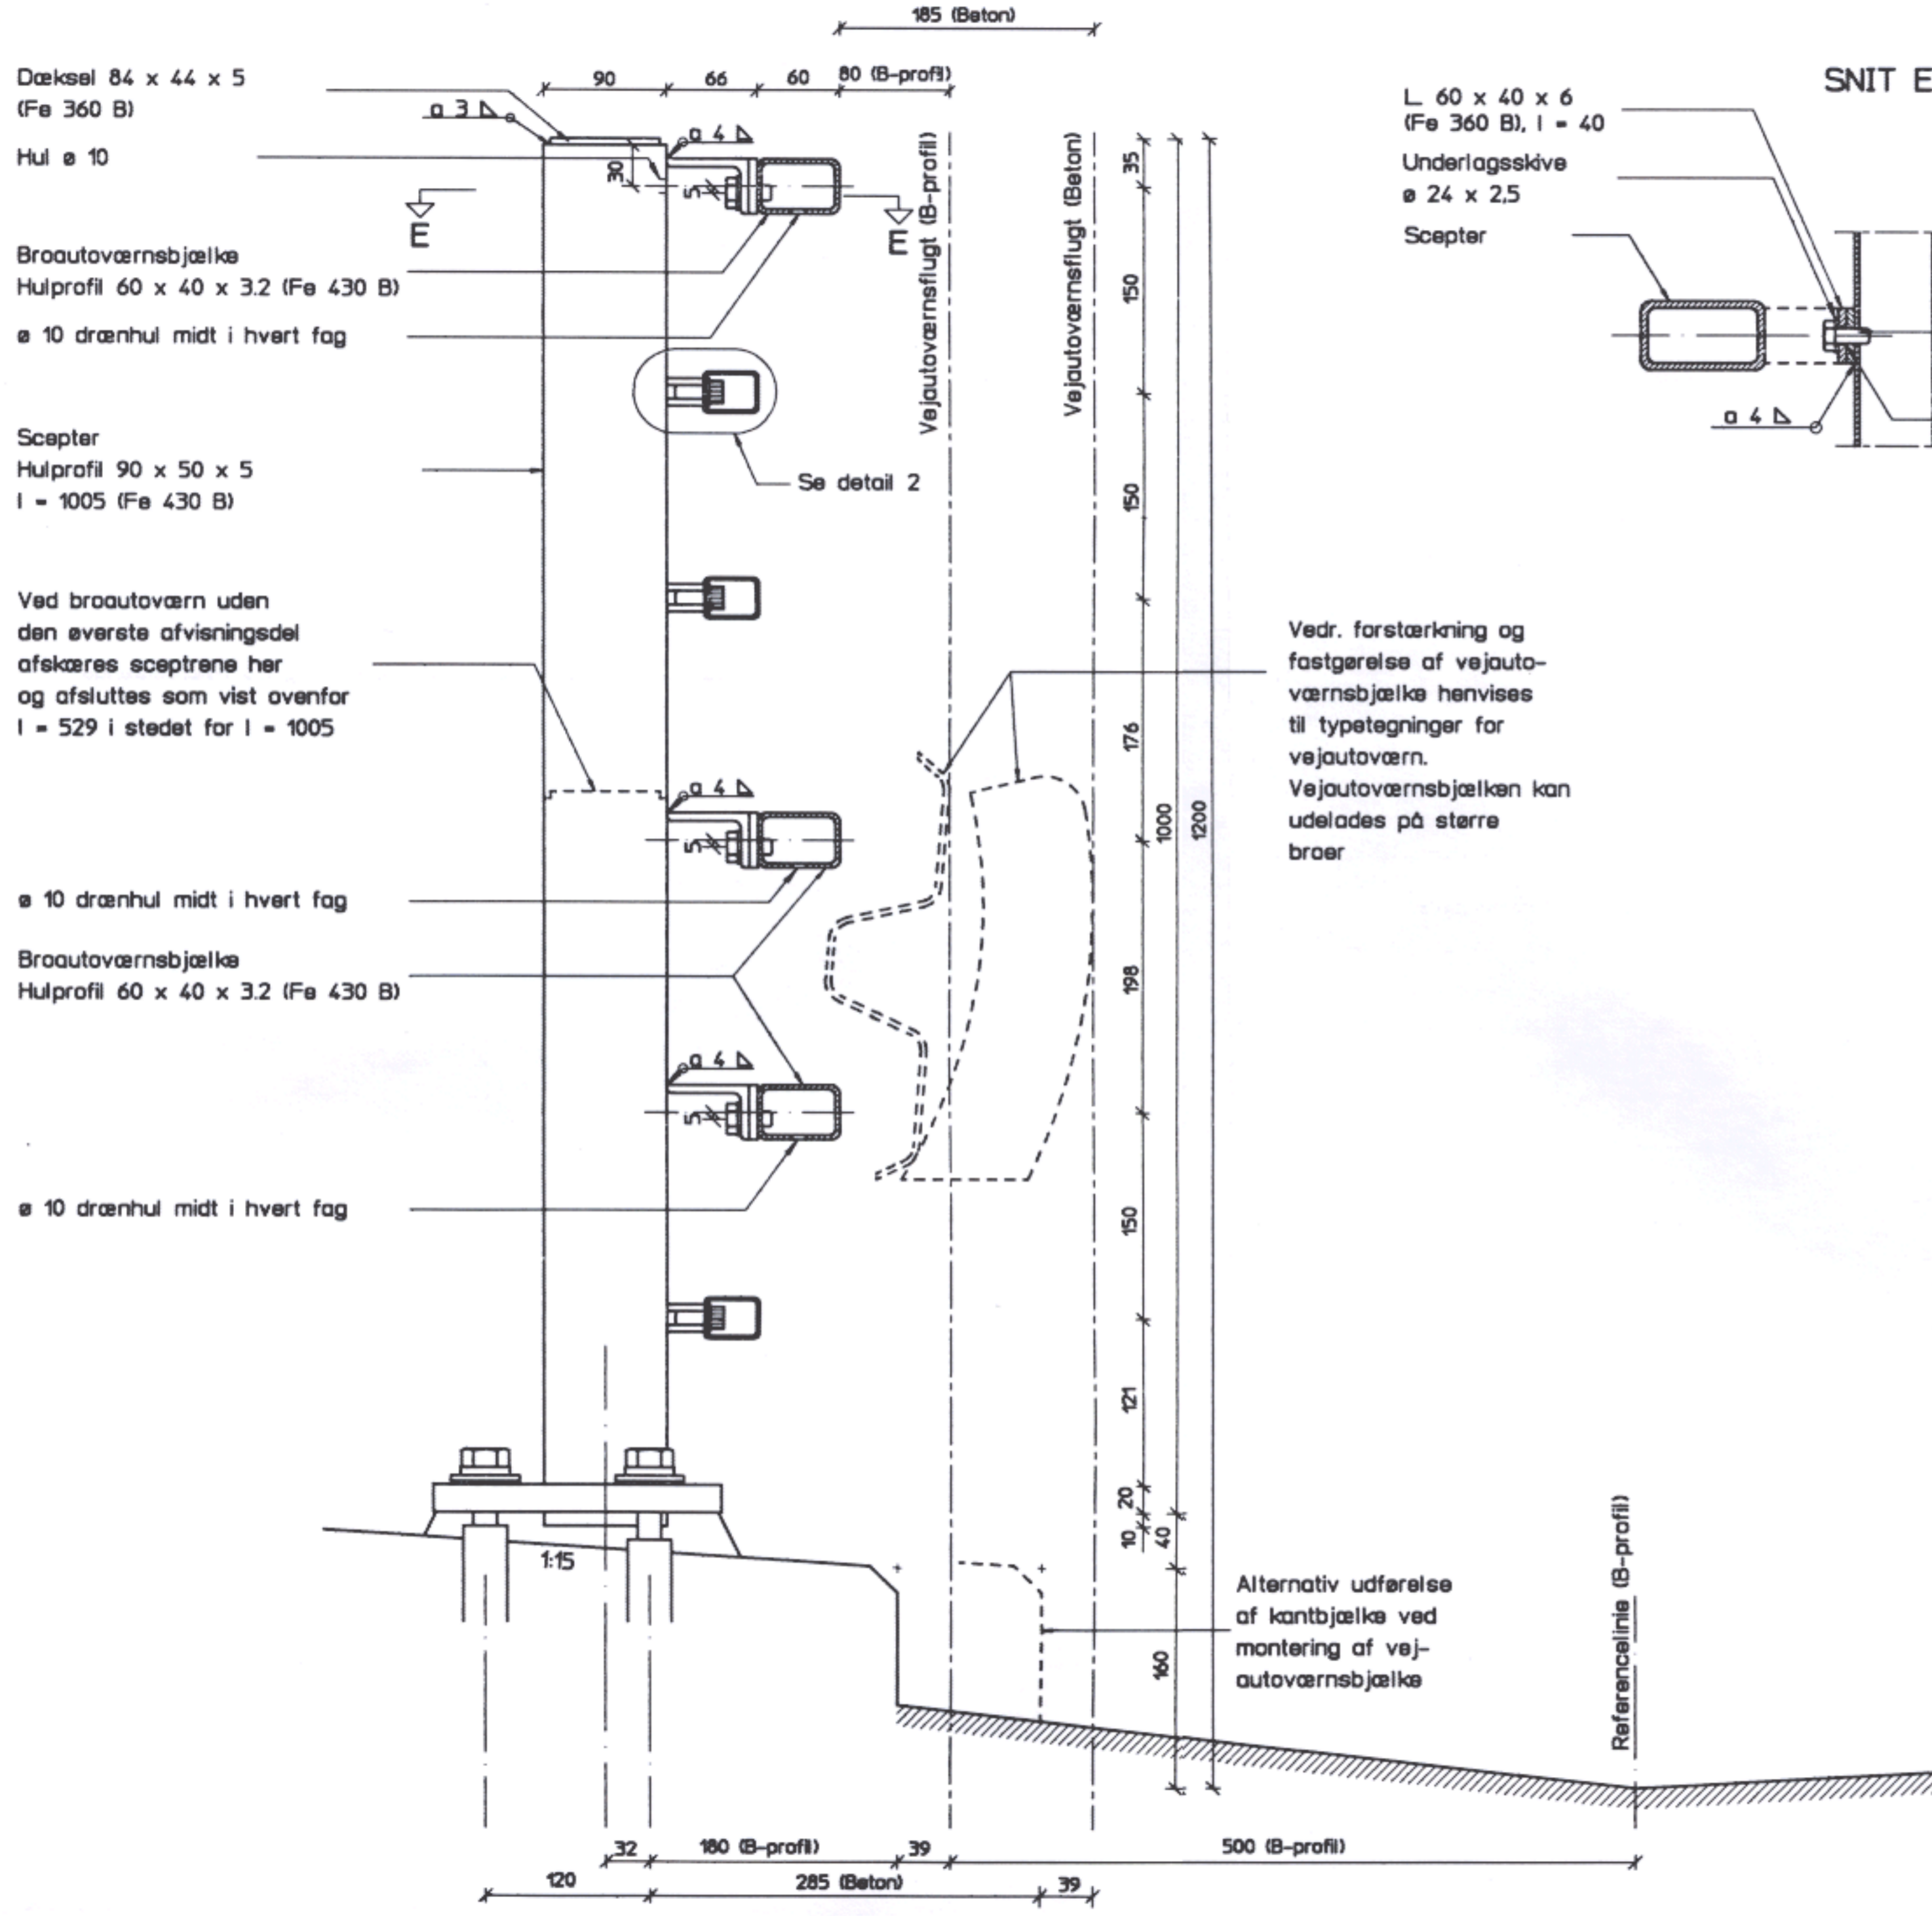 185 (Beton)
90
66
60
80 (B-profil)
Dæksel 84 x 44 x 5
(Fe 360 B)
a 3
a 4
Hul ø 10
30
5
E
E
Broautoværnsbjælke
Hulprofil 60 x 40 x 3.2 (Fe 430 B)
ø 10 drænhul midt i hvert fag
Scepter
Hulprofil 90 x 50 x 5
l = 1005 (Fe 430 B)
Se detail 2
Ved broautoværn uden
den øverste afvisningsdel
afskæres sceptrene her
og afsluttes som vist ovenfor
l = 529 i stedet for l = 1005
a 4
5
ø 10 drænhul midt i hvert fag
Broautoværnsbjælke
Hulprofil 60 x 40 x 3.2 (Fe 430 B)
a 4
5
ø 10 drænhul midt i hvert fag
1:15
Vejautoværnsflugt (B-profil)
Vejautoværnsflugt (Beton)
35
150
150
176
198
150
121
20
10
1000
40
160
1200
SNIT E
L 60 x 40 x 6
(Fe 360 B), l = 40
Underlagsskive
ø 24 x 2,5
Scepter
a 4
Vedr. forstærkning og
fastgørelse af vejauto-
værnsbjælke henvises
til typetegninger for
vejautoværn.
Vejautoværnsbjælken kan
udelades på større
broer
Alternativ udførelse
af kantbjælke ved
montering af vej-
autoværnsbjælke
Referencelinie (B-profil)
32
180 (B-profil)
39
500 (B-profil)
120
285 (Beton)
39